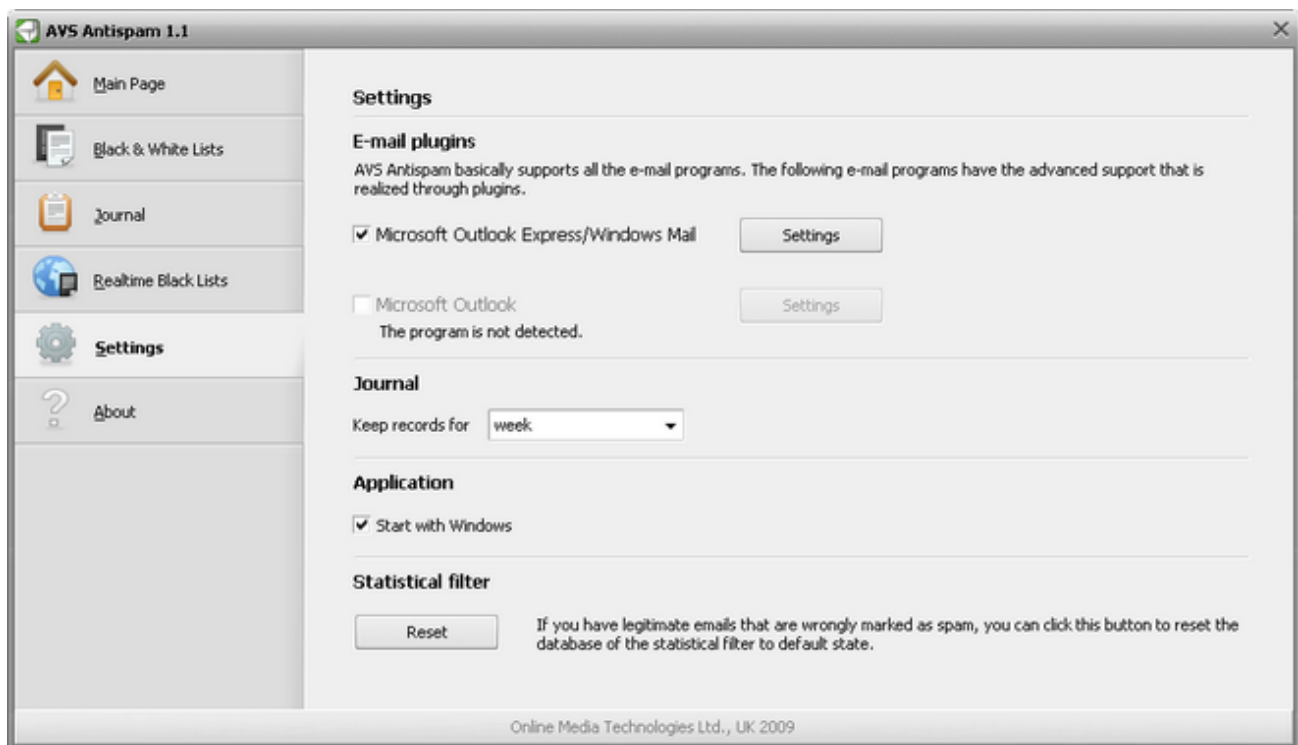 AVS Antispam 1.1
Main Page
Black & White Lists
Journal
Realtime Black Lists
Settings
About
Settings
E-mail plugins
AVS Antispam basically supports all the e-mail programs. The following e-mail programs have the advanced support that is
realized through plugins.
Microsoft Outlook Express/Windows Mail
Settings
Microsoft Outlook
Settings
The program is not detected.
Journal
Keep records for
week
Application
Start with Windows
Statistical filter
Reset
If you have legitimate emails that are wrongly marked as spam, you can click this button to reset the
database of the statistical filter to default state.
Online Media Technologies Ltd., UK 2009